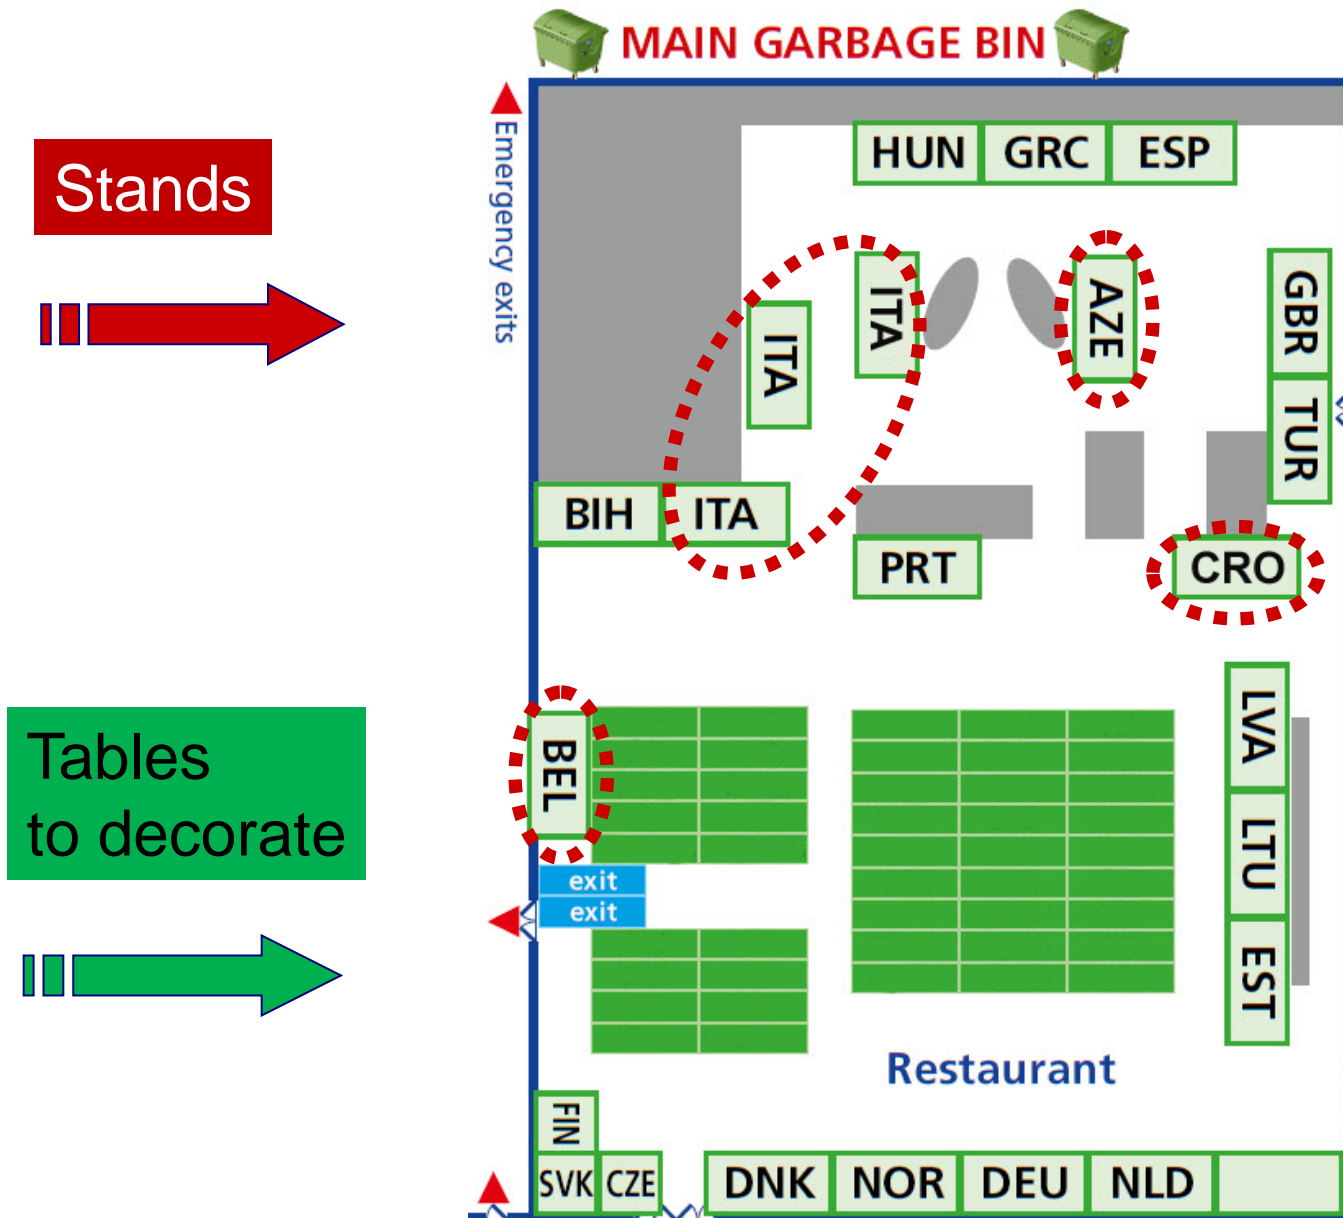 MAIN GARBAGE BIN
Stands
Emergency exits
HUN GRC ESP
ITA
ITA
AZE
GBR
TUR
BIH ITA
PRT
CRO
Tables
to decorate
BEL
exit
exit
LVA
LTU
EST
Restaurant
FIN
SVK CZE
DNK NOR DEU NLD